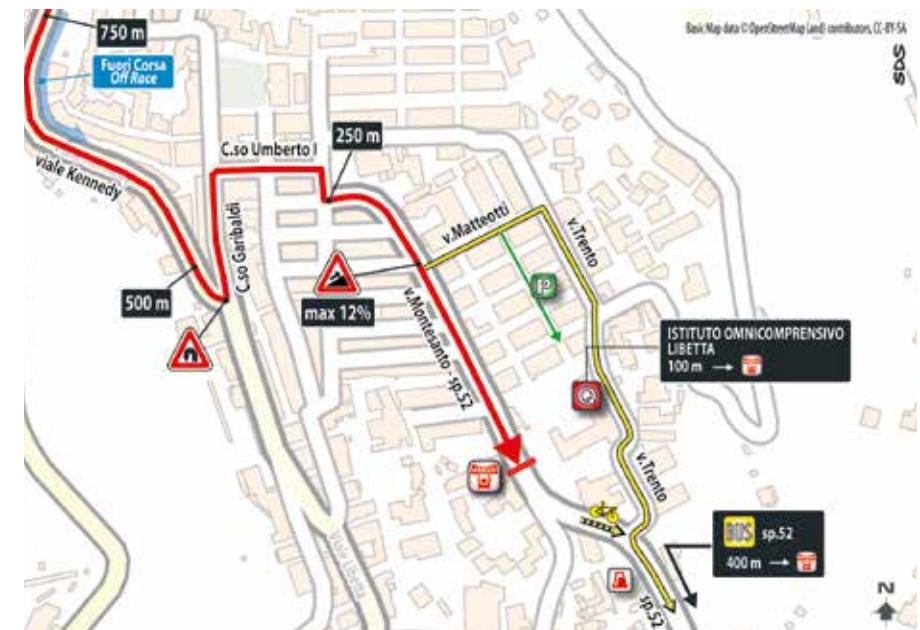 750 m
Basic Map data © OpenStreetMap (and) contributors, CC-BY-SA
SDS
Fuori Corsa
Off Race
250 m
C.so Umberto I
viale Kennedy
v.Matteotti
v.Trento
C.so Garibaldi
P
500 m
max 12%
v.Montesanto - sp.52
ISTITUTO OMNICOMPRENSIVO
LIBETTA
100 m
Q
v.Trento
BUS sp.52
400 m
sp.52
N